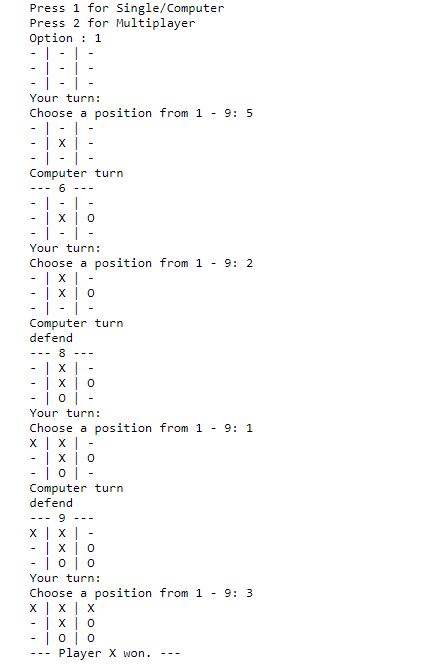 Press 1 for Single/Computer
Press 2 for Multiplayer
Option : 1
- | - | -
- | - | -
- | - | -
Your turn:
Choose a position from 1 - 9: 5
- | - | -
- | X | -
- | - | -
Computer turn
--- 6 ---
- | - | -
- | X | O
- | - | -
Your turn:
Choose a position from 1 - 9: 2
- | X | -
- | X | O
- | - | -
Computer turn
defend
--- 8 ---
- | X | -
- | X | O
- | O | -
Your turn:
Choose a position from 1 - 9: 1
X | X | -
- | X | O
- | O | -
Computer turn
defend
--- 9 ---
X | X | -
- | X | O
- | O | O
Your turn:
Choose a position from 1 - 9: 3
X | X | X
- | X | O
- | O | O
--- Player X won. ---